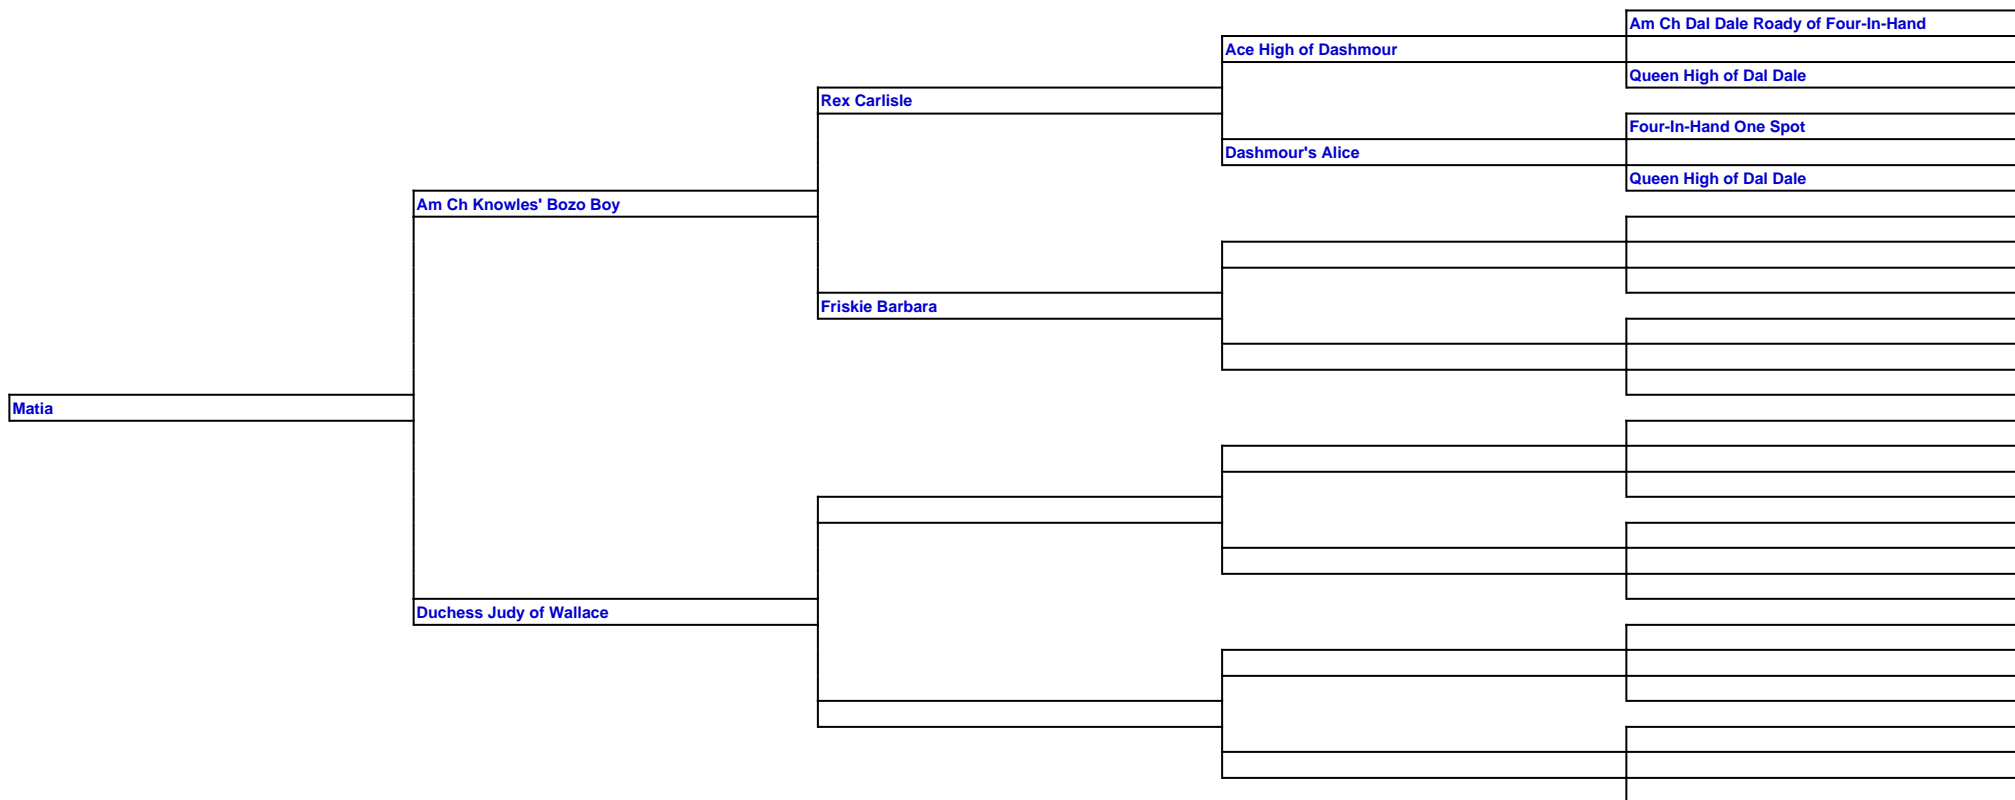 Am Ch Dal Dale Roady of Four-In-Hand
Ace High of Dashmour
Queen High of Dal Dale
Rex Carlisle
Four-In-Hand One Spot
Dashmour's Alice
Queen High of Dal Dale
Am Ch Knowles' Bozo Boy
Friskie Barbara
Matia
Duchess Judy of Wallace